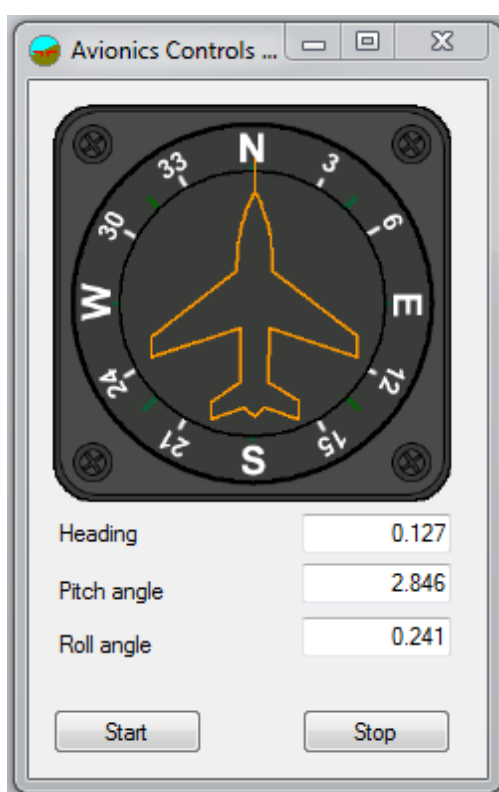 Avionics Controls ...
N
33
3
30
6
W
E
24
12
21
15
S
Heading 0.127
Pitch angle 2.846
Roll angle 0.241
Start Stop